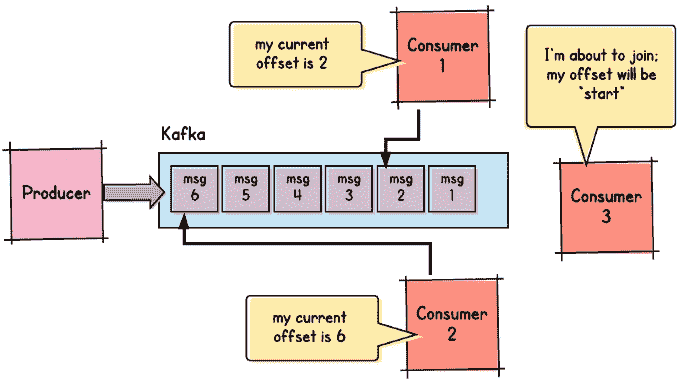 my current
offset is 2
Consumer
1
I'm about to join;
my offset will be
"start"
Kafka
Producer
msg
6
msg
5
msg
4
msg
3
msg
2
msg
1
Consumer
3
my current
offset is 6
Consumer
2